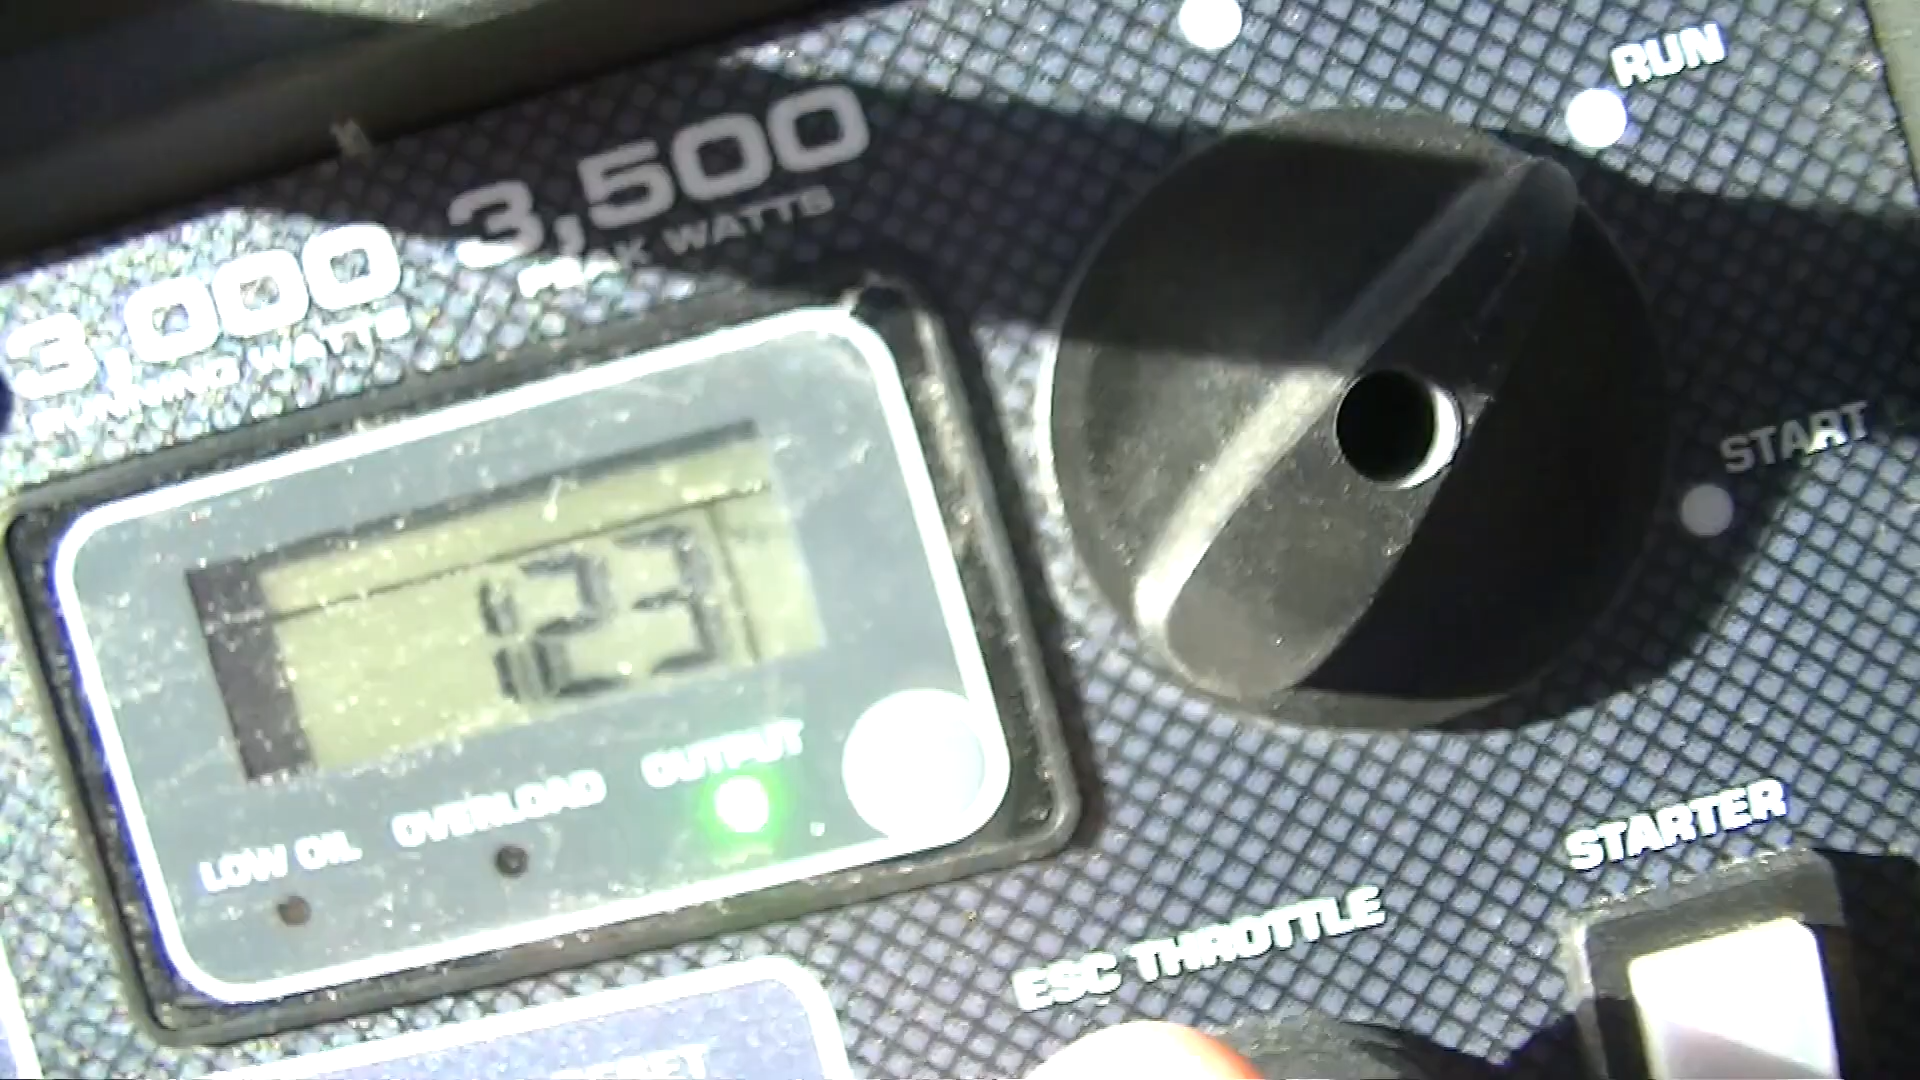 RUN
3,500
PEAK WATTS
3,000
RUNNING WATTS
START
123
OUTPUT
OVERLOAD
LOW OIL
STARTER
ESC THROTTLE